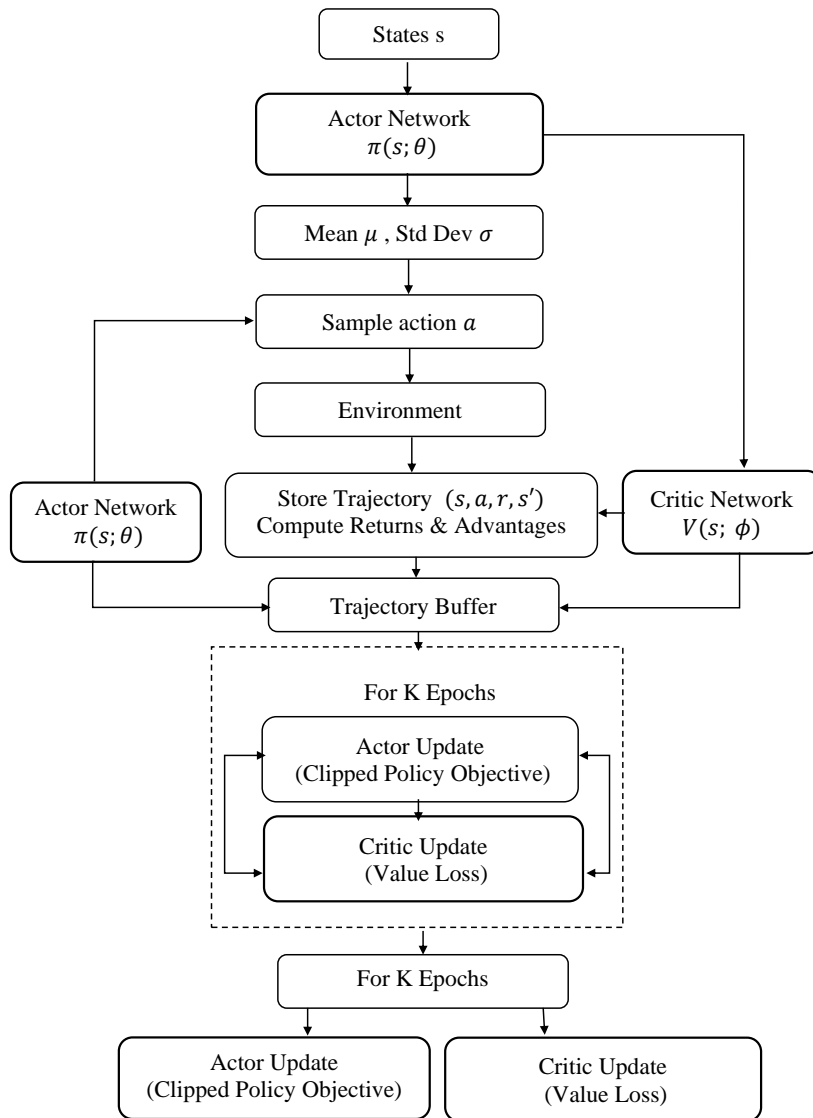 States s
Actor Network
π(s; θ)
Mean μ , Std Dev σ
Sample action a
Environment
Store Trajectory (s, a, r, s′)
Compute Returns & Advantages
Actor Network
π(s; θ)
Critic Network
V(s; ϕ)
Trajectory Buffer
For K Epochs
Actor Update
(Clipped Policy Objective)
Critic Update
(Value Loss)
For K Epochs
Actor Update
(Clipped Policy Objective)
Critic Update
(Value Loss)